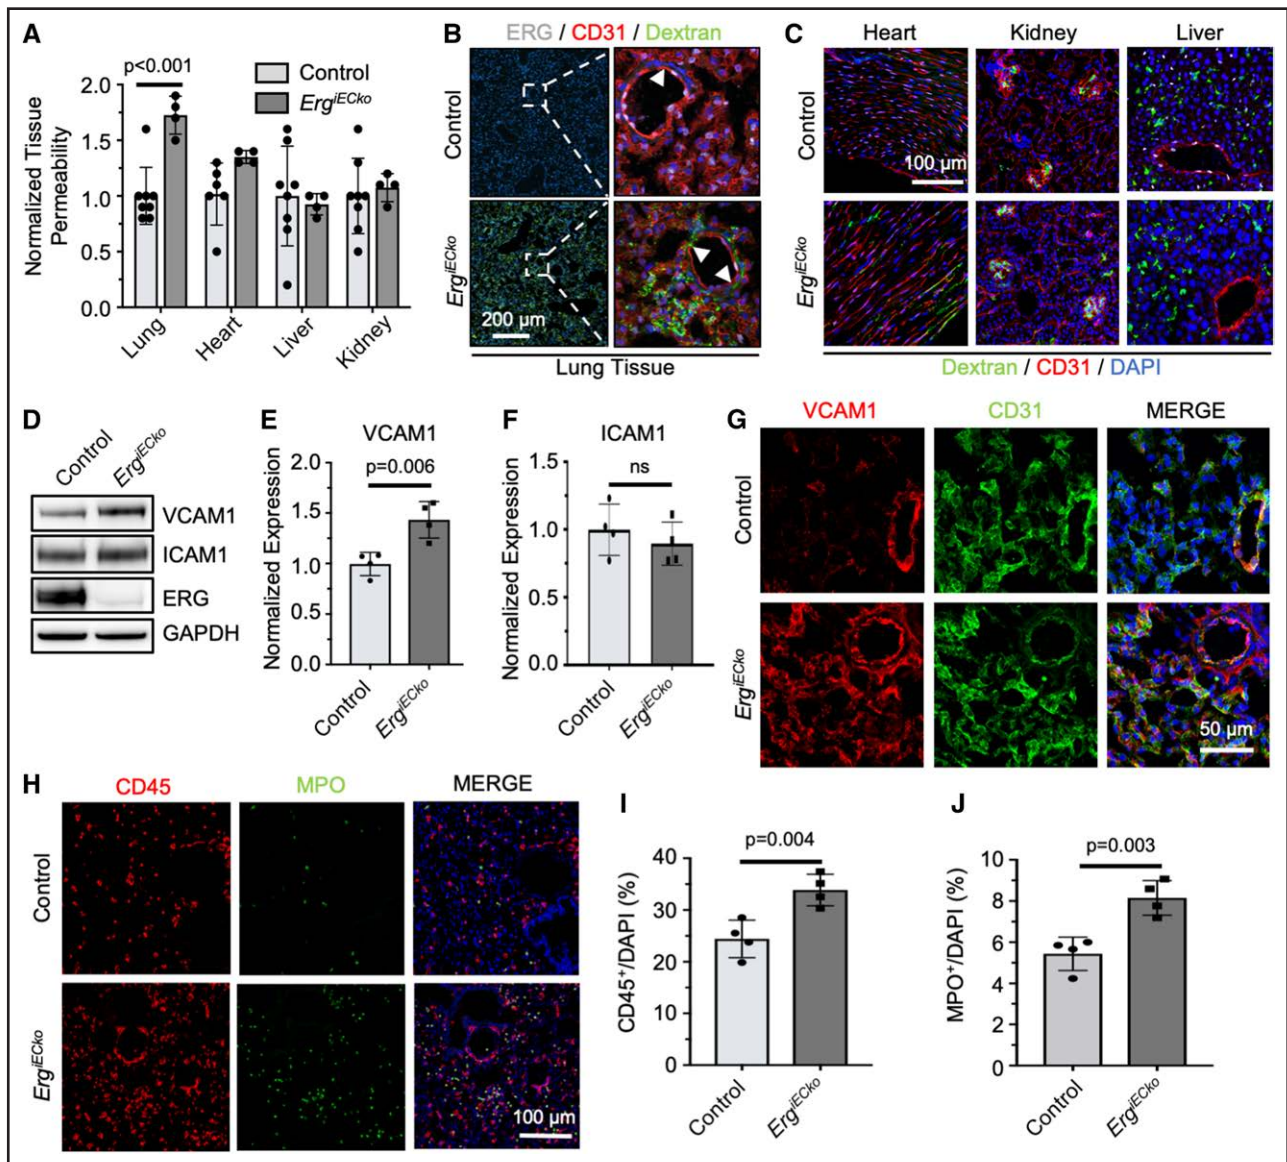 A
p<0.001
Control
Erg^iECko
Normalized Tissue
Permeability
2.0
1.5
1.0
0.5
0.0
Lung
Heart
Liver
Kidney
B
ERG / CD31 / Dextran
Control
Erg^iECko
200 µm
Lung Tissue
C
Heart
Kidney
Liver
Control
Erg^iECko
100 µm
Dextran / CD31 / DAPI
D
Control
Erg^iECko
VCAM1
ICAM1
ERG
GAPDH
E
VCAM1
p=0.006
Normalized Expression
2.0
1.5
1.0
0.5
0.0
Control
Erg^iECko
F
ICAM1
ns
Normalized Expression
1.5
1.0
0.5
0.0
Control
Erg^iECko
G
VCAM1
CD31
MERGE
Control
Erg^iECko
50 µm
H
CD45
MPO
MERGE
Control
Erg^iECko
100 µm
I
p=0.004
CD45⁺/DAPI (%)
40
30
20
10
0
Control
Erg^iECko
J
p=0.003
MPO⁺/DAPI (%)
10
8
6
4
2
0
Control
Erg^iECko